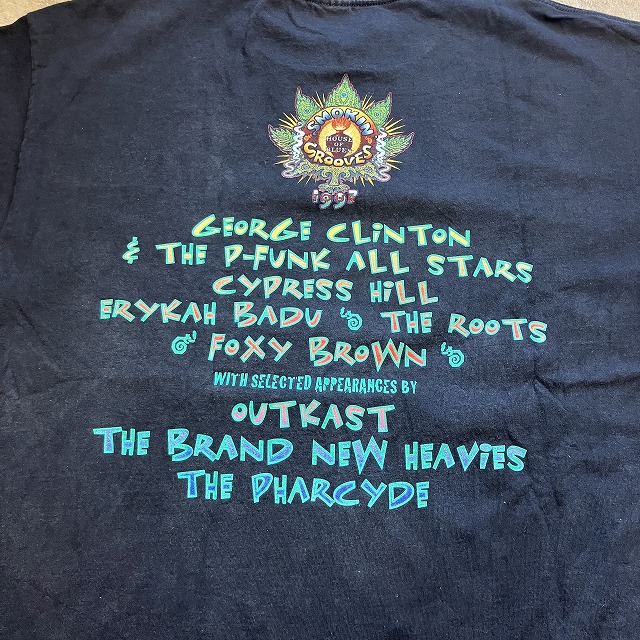 SMOKIN
HOUSE
OF
BLUES
GROOVES
1997
GEORGE CLiNTON
& THE P-FUNK ALL STARS
CYPRESS HiLL
ERYKAH BADU THE ROOTS
FOXY BROWN
WITH SELECTED APPEARANCES BY
OUTKAST
THE BRAND NEW HEAViES
THE PHARCYDE